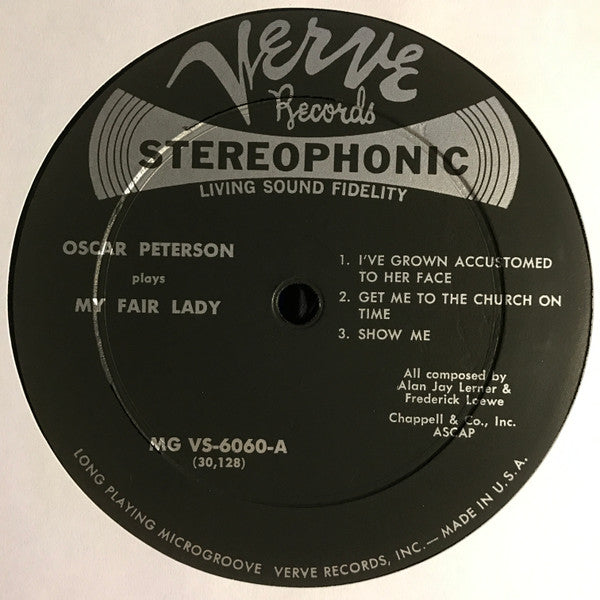 Verve
Records
STEREOPHONIC
LIVING SOUND FIDELITY
OSCAR PETERSON
plays
MY FAIR LADY
1. I'VE GROWN ACCUSTOMED
TO HER FACE
2. GET ME TO THE CHURCH ON
TIME
3. SHOW ME
All composed by
Alan Jay Lerner &
Frederick Loewe
Chappell & Co., Inc.
ASCAP
MG VS-6060-A
(30,128)
LONG PLAYING MICROGROOVE VERVE RECORDS, INC.— MADE IN U.S.A.